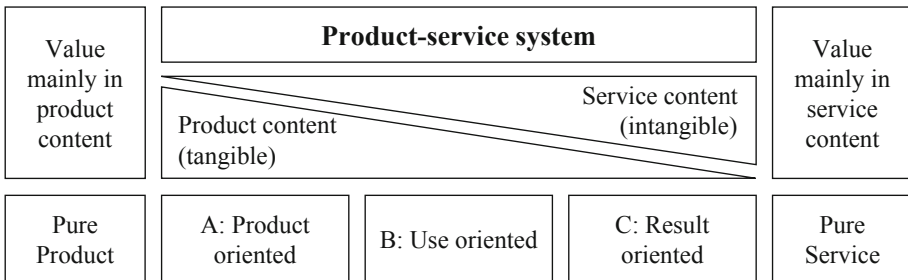 Value
mainly in
product
content
Product-service system
Service content
(intangible)
Product content
(tangible)
Value
mainly in
service
content
Pure
Product
A: Product
oriented
B: Use oriented
C: Result
oriented
Pure
Service